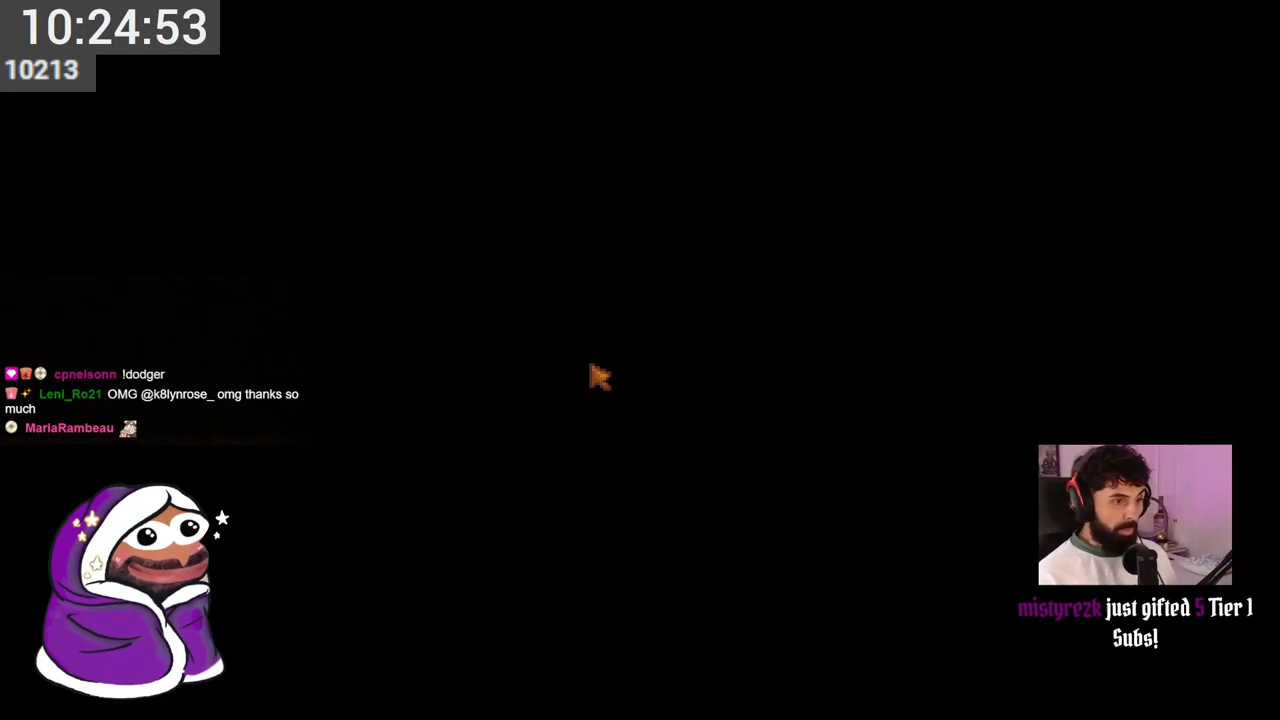 10:24:53
10213
cpnelsonn !dodger
Leni_Ro21 OMG @k8lynrose_ omg thanks so
much
MariaRambeau
mistyrezk just gifted 5 Tier 1
Subs!